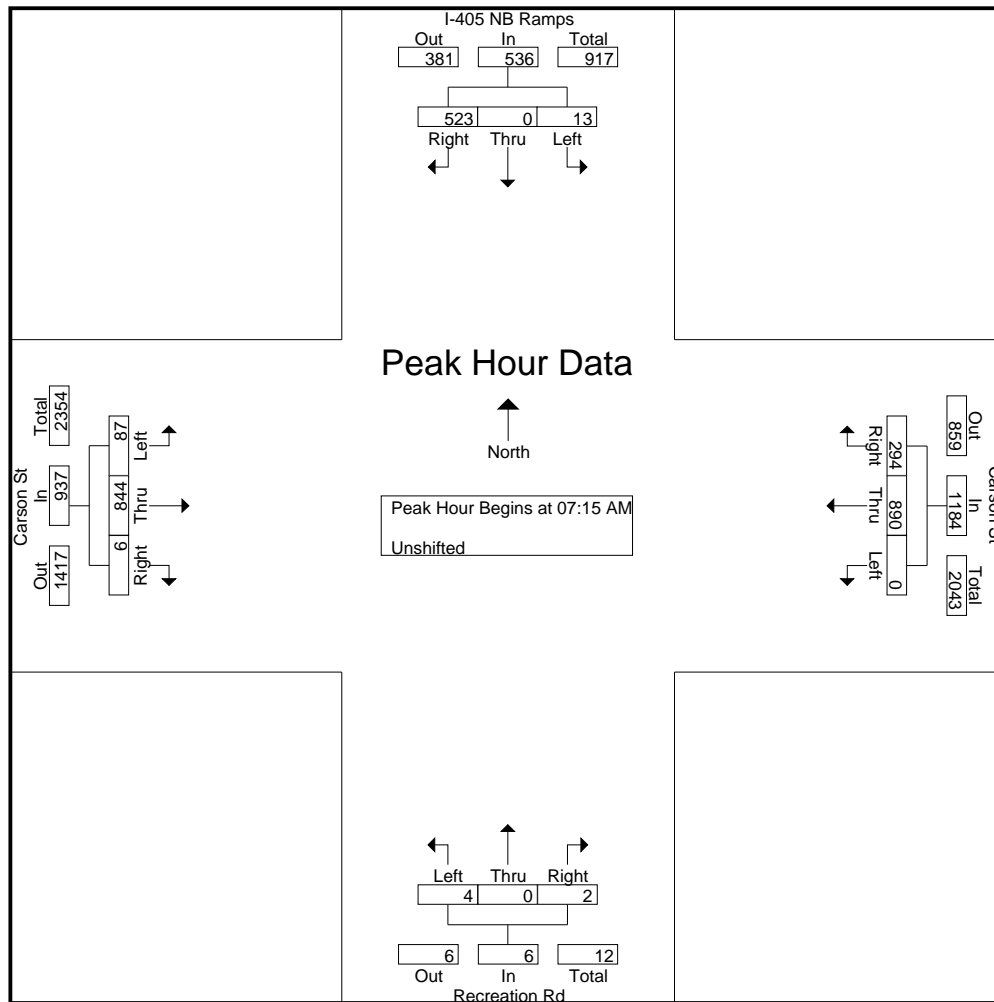 I-405 NB Ramps
Out In Total
381 536 917
523 0 13
Right Thru Left
Peak Hour Data
North
Peak Hour Begins at 07:15 AM
Unshifted
Carson St
Total In Out
2354 937 1417
87 844 6
Left Thru Right
Carson St
Out In Total
859 1184 2043
294 890 0
Right Thru Left
Left Thru Right
4 0 2
6 6 12
Out In Total
Recreation Rd